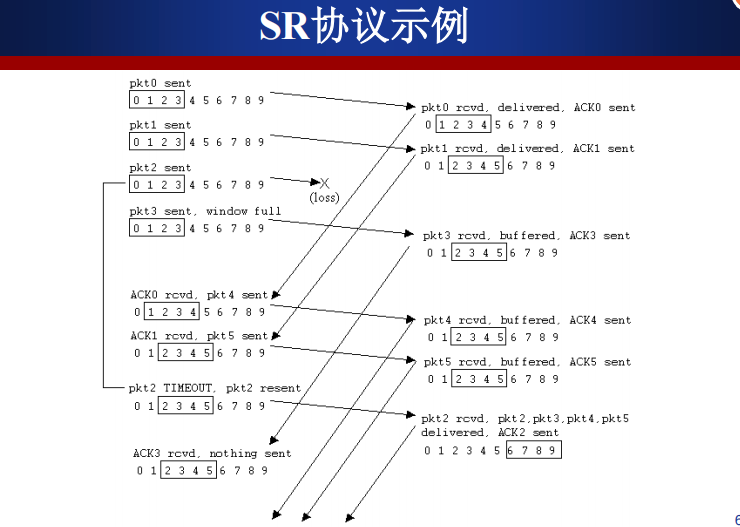 SR协议示例
pkt0 sent
0 1 2 3 4 5 6 7 8 9
pkt0 rcvd, delivered, ACK0 sent
0 1 2 3 4 5 6 7 8 9
pkt1 sent
0 1 2 3 4 5 6 7 8 9
pkt1 rcvd, delivered, ACK1 sent
0 1 2 3 4 5 6 7 8 9
pkt2 sent
0 1 2 3 4 5 6 7 8 9
X
(loss)
pkt3 sent, window full
0 1 2 3 4 5 6 7 8 9
pkt3 rcvd, buffered, ACK3 sent
0 1 2 3 4 5 6 7 8 9
ACK0 rcvd, pkt4 sent
0 1 2 3 4 5 6 7 8 9
pkt4 rcvd, buffered, ACK4 sent
0 1 2 3 4 5 6 7 8 9
ACK1 rcvd, pkt5 sent
0 1 2 3 4 5 6 7 8 9
pkt5 rcvd, buffered, ACK5 sent
0 1 2 3 4 5 6 7 8 9
pkt2 TIMEOUT, pkt2 resent
0 1 2 3 4 5 6 7 8 9
pkt2 rcvd, pkt2,pkt3,pkt4,pkt5
delivered, ACK2 sent
0 1 2 3 4 5 6 7 8 9
ACK3 rcvd, nothing sent
0 1 2 3 4 5 6 7 8 9